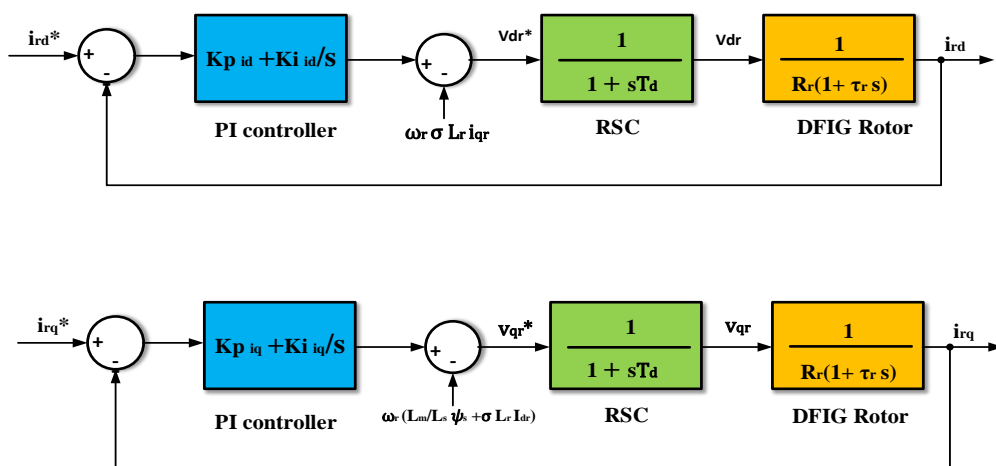 ird*
+
-
Kp id +Ki id/S
PI controller
+
-
ωr σ Lr iqr
Vdr*
1
1 + sTd
RSC
Vdr
1
Rr(1+ τr s)
DFIG Rotor
ird
irq*
+
-
Kp iq +Ki iq/S
PI controller
+
-
ωr (Lm/Ls ψs +σ Lr Idr)
Vqr*
1
1 + sTd
RSC
Vqr
1
Rr(1+ τr s)
DFIG Rotor
irq